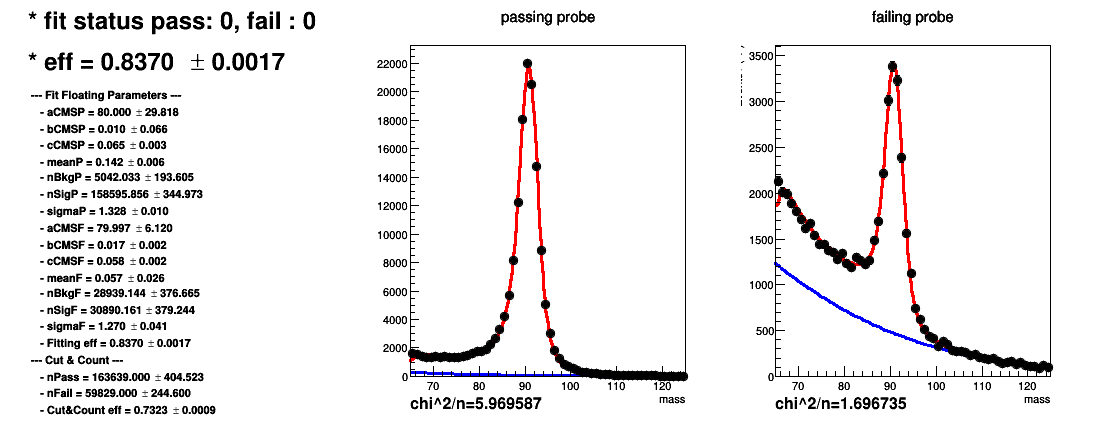 * fit status pass: 0, fail : 0
* eff = 0.8370 ± 0.0017
--- Fit Floating Parameters ---
- aCMSP = 80.000 ± 29.818
- bCMSP = 0.010 ± 0.066
- cCMSP = 0.065 ± 0.003
- meanP = 0.142 ± 0.006
- nBkgP = 5042.033 ± 193.605
- nSigP = 158595.856 ± 344.973
- sigmaP = 1.328 ± 0.010
- aCMSF = 79.997 ± 6.120
- bCMSF = 0.017 ± 0.002
- cCMSF = 0.058 ± 0.002
- meanF = 0.057 ± 0.026
- nBkgF = 28939.144 ± 376.665
- nSigF = 30890.161 ± 379.244
- sigmaF = 1.270 ± 0.041
- Fitting eff = 0.8370 ± 0.0017
--- Cut & Count ---
- nPass = 163639.000 ± 404.523
- nFail = 59829.000 ± 244.600
- Cut&Count eff = 0.7323 ± 0.0009
passing probe
22000
20000
18000
16000
14000
12000
10000
8000
6000
4000
2000
0
70 80 90 100 110 120
mass
chi^2/n=5.969587
failing probe
3500
3000
2500
2000
1500
1000
500
0
70 80 90 100 110 120
mass
chi^2/n=1.696735